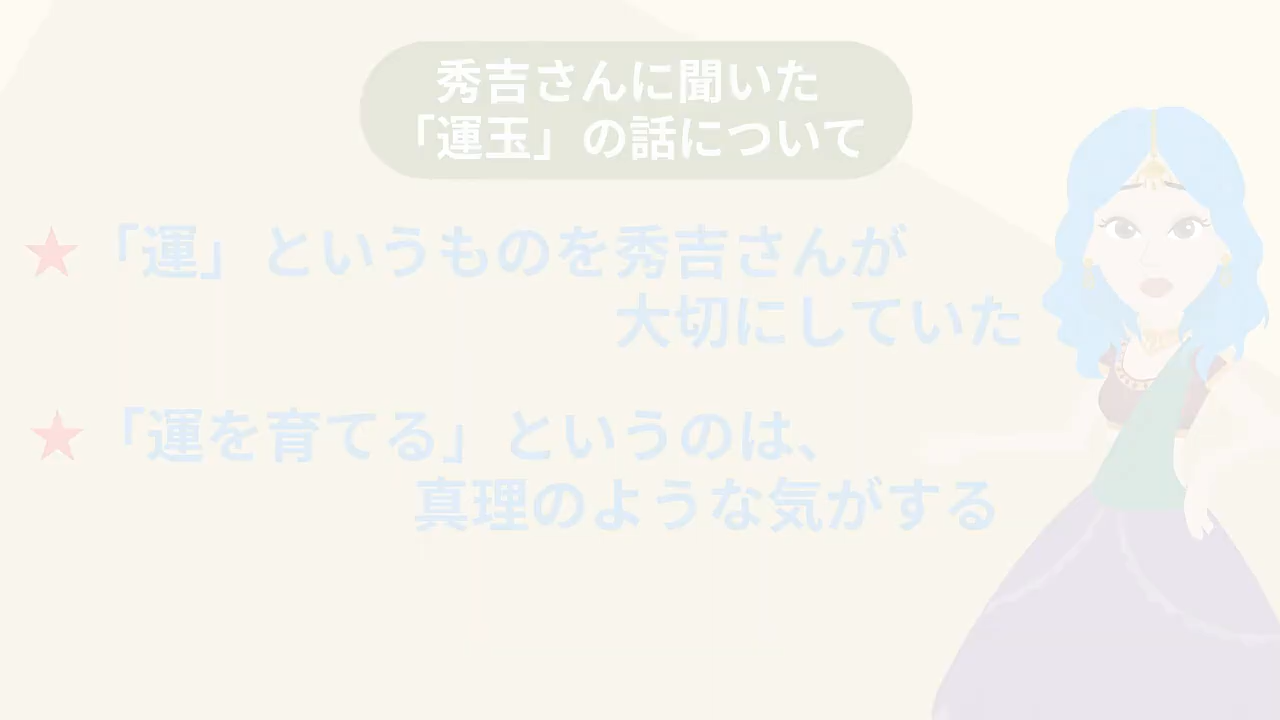 秀吉さんに聞いた
「運玉」の話について
★「運」というものを秀吉さんが
大切にしていた
★「運を育てる」というのは、
真理のような気がする